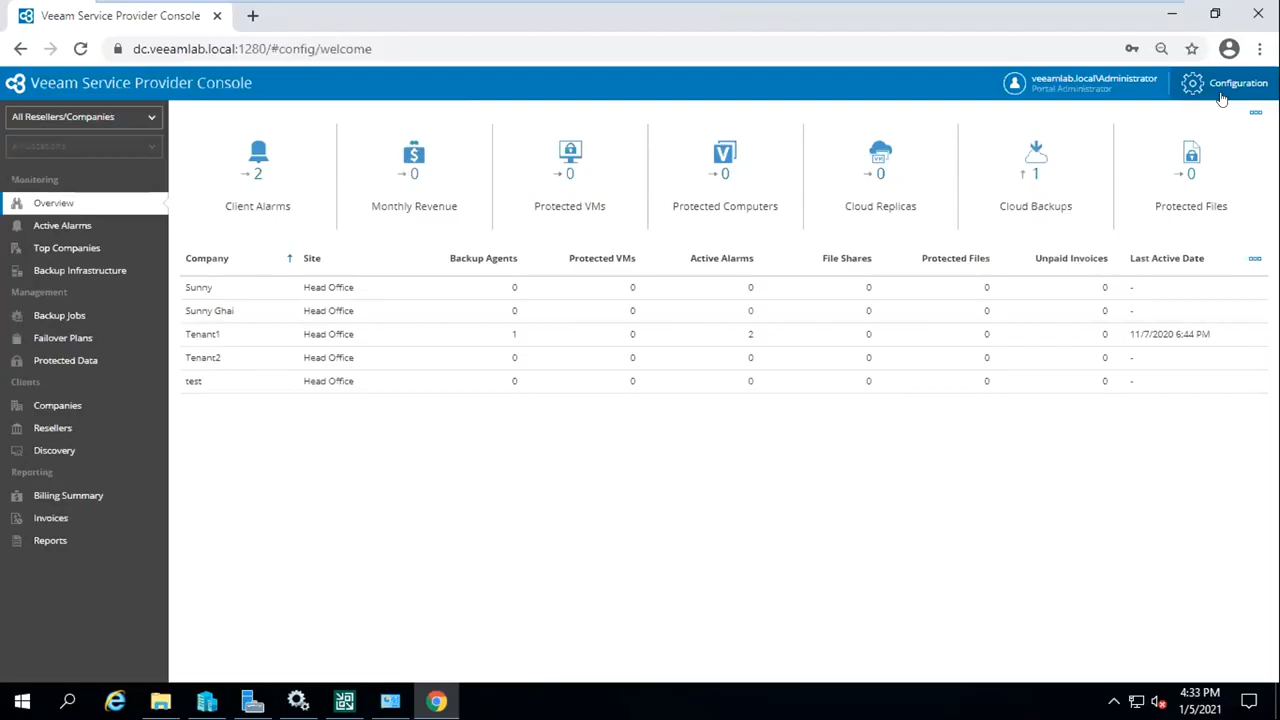 Veeam Service Provider Console
dc.veeamlab.local:1280/#config/welcome
Veeam Service Provider Console
veeamlab.local\Administrator
Portal Administrator
Configuration
All Resellers/Companies
Monitoring
Overview
Active Alarms
Top Companies
Backup Infrastructure
Management
Backup Jobs
Failover Plans
Protected Data
Clients
Companies
Resellers
Discovery
Reporting
Billing Summary
Invoices
Reports
→ 2 → 0 → 0 → 0 → 0 ↑ 1 → 0
Client Alarms Monthly Revenue Protected VMs Protected Computers Cloud Replicas Cloud Backups Protected Files
Company ↑ Site Backup Agents Protected VMs Active Alarms File Shares Protected Files Unpaid Invoices Last Active Date
Sunny Head Office 0 0 0 0 0 0 -
Sunny Ghai Head Office 0 0 0 0 0 0 -
Tenant1 Head Office 1 0 2 0 0 0 11/7/2020 6:44 PM
Tenant2 Head Office 0 0 0 0 0 0 -
test Head Office 0 0 0 0 0 0 -
4:33 PM
1/5/2021